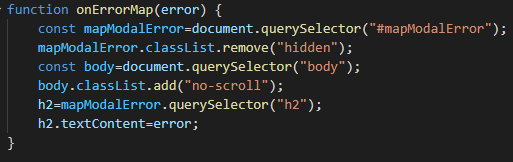 function onErrorMap(error) {
    const mapModalError=document.querySelector("#mapModalError");
    mapModalError.classList.remove("hidden");
    const body=document.querySelector("body");
    body.classList.add("no-scroll");
    h2=mapModalError.querySelector("h2");
    h2.textContent=error;
}